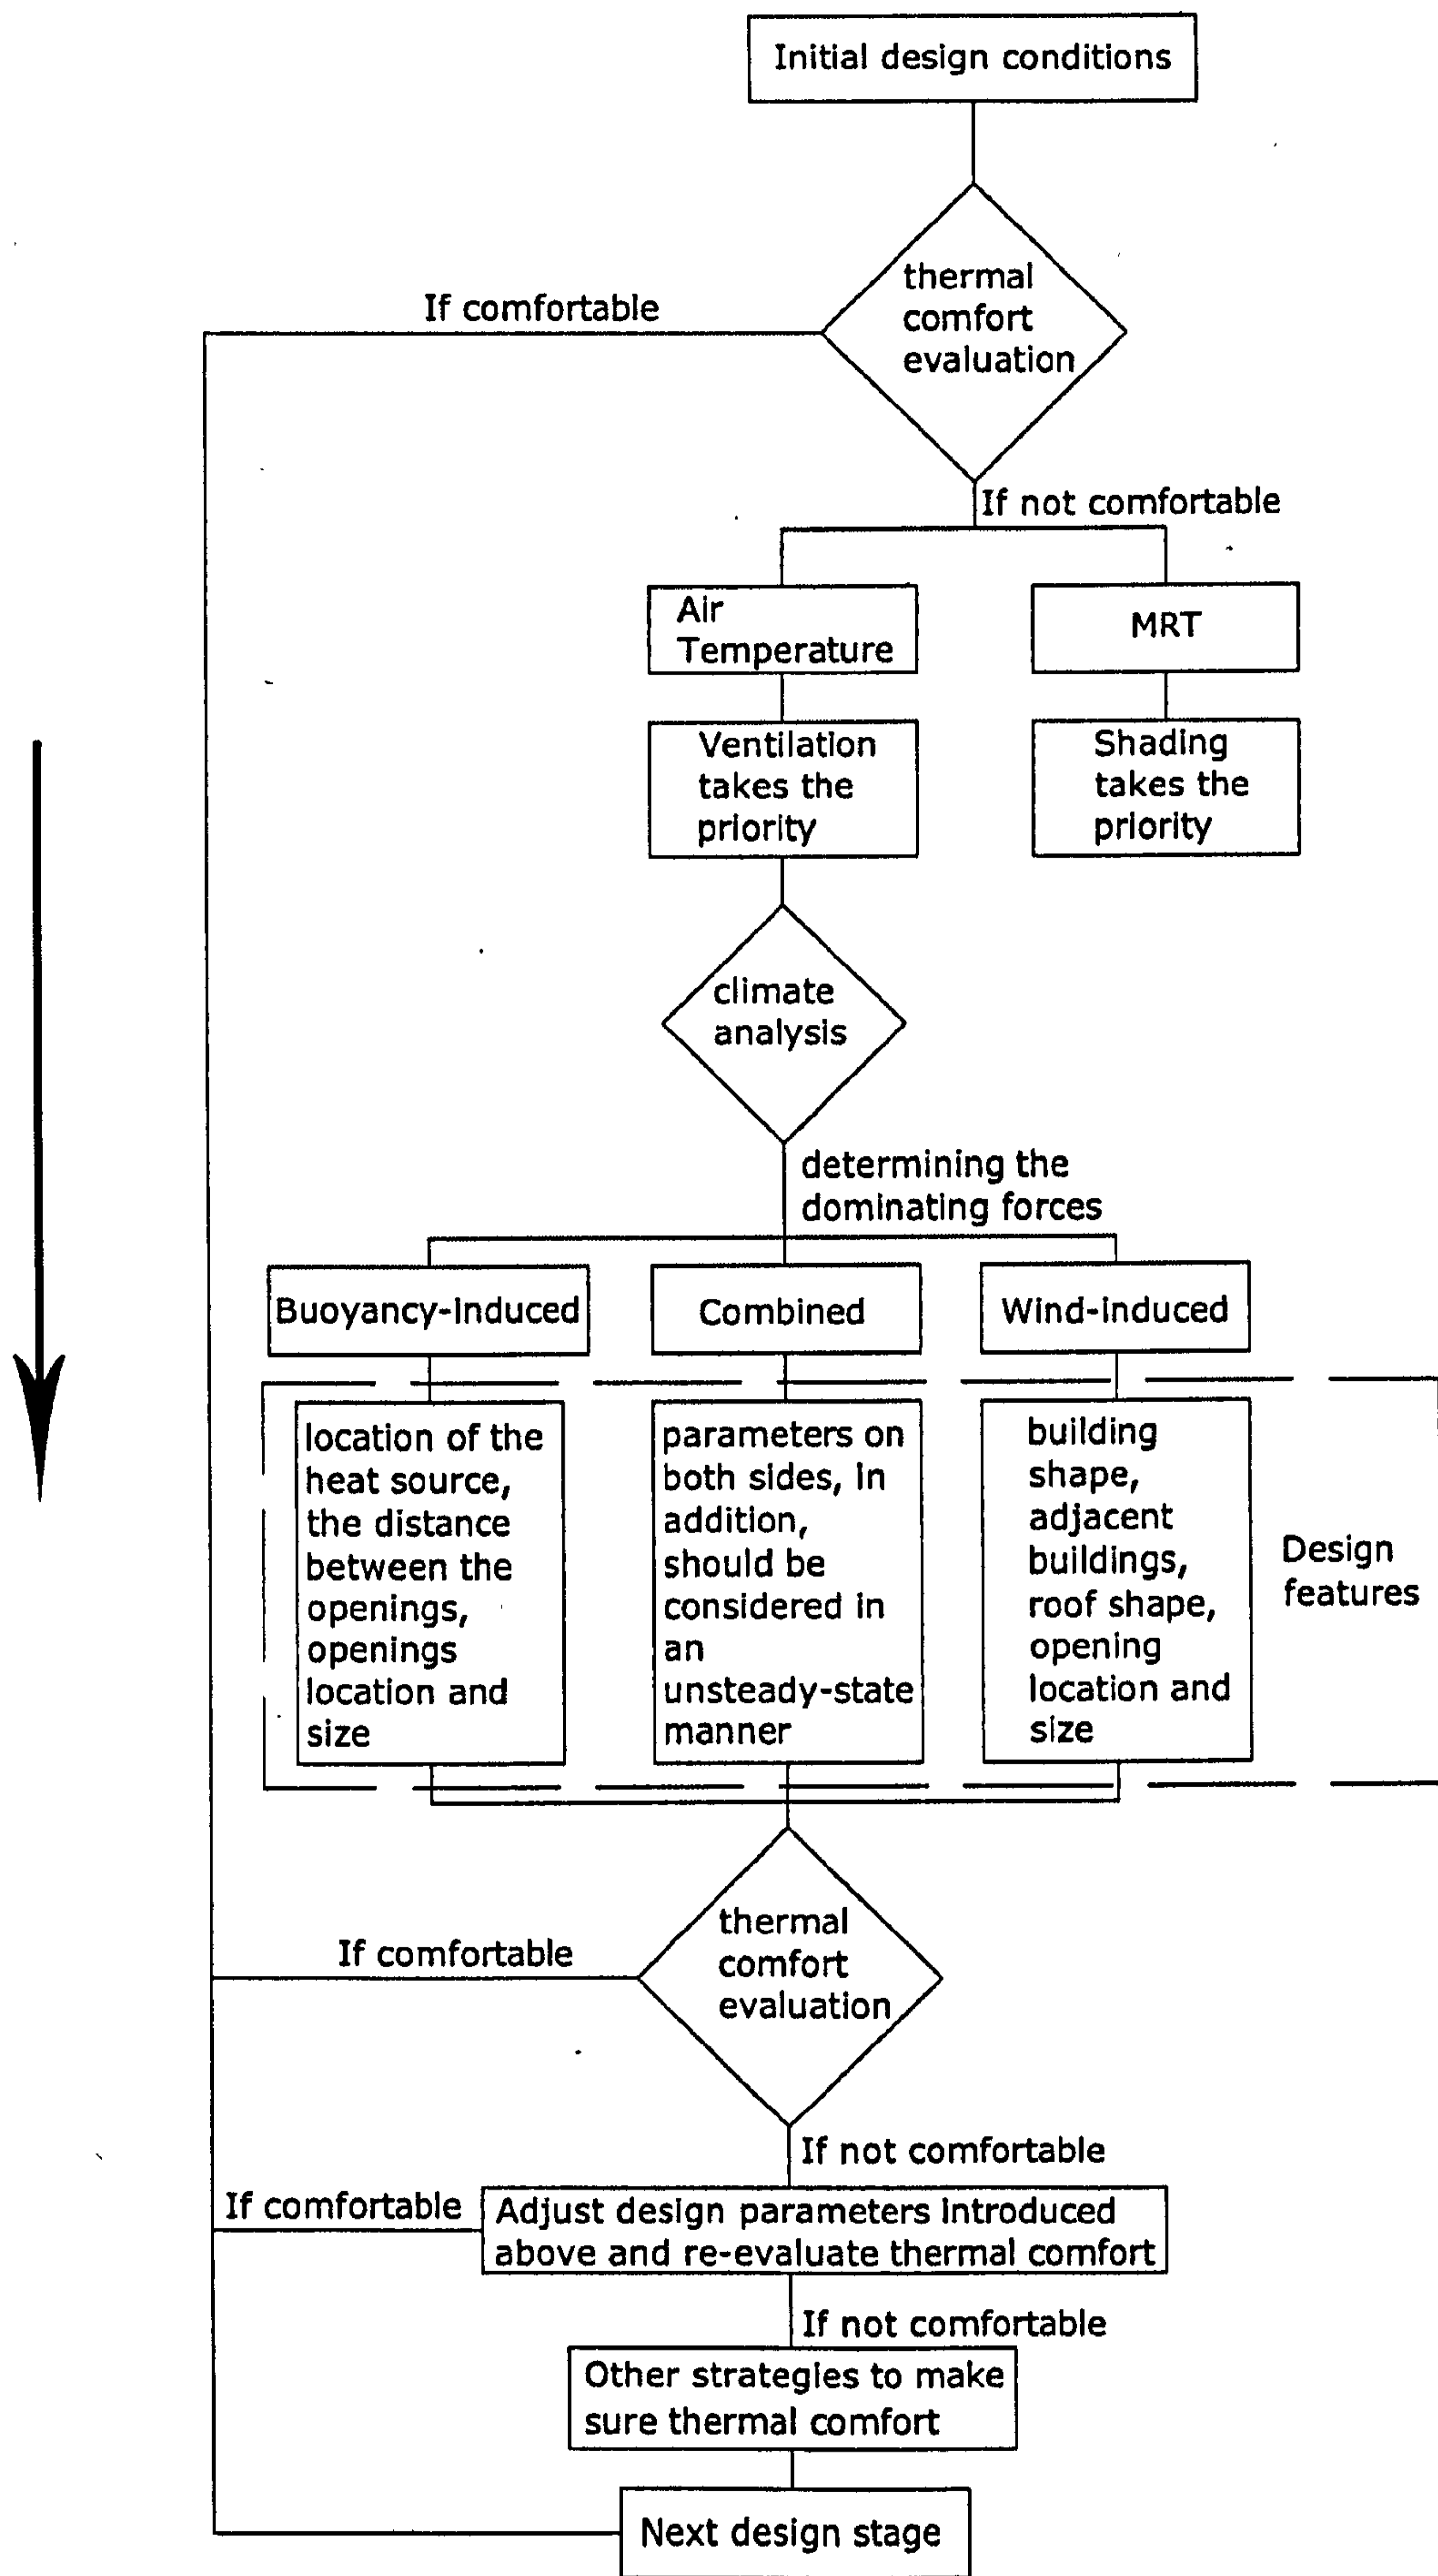 Initial design conditions
thermal
comfort
evaluation
If comfortable
If not comfortable
Air
Temperature
MRT
Ventilation
takes the
priority
Shading
takes the
priority
climate
analysis
determining the
dominating forces
Buoyancy-induced
Combined
Wind-induced
location of the
heat source,
the distance
between the
openings,
openings
location and
size
parameters on
both sides, in
addition,
should be
considered in
an
unsteady-state
manner
building
shape,
adjacent
buildings,
roof shape,
opening
location and
size
Design
features
thermal
comfort
evaluation
If comfortable
If not comfortable
If comfortable
Adjust design parameters introduced
above and re-evaluate thermal comfort
If not comfortable
Other strategies to make
sure thermal comfort
Next design stage